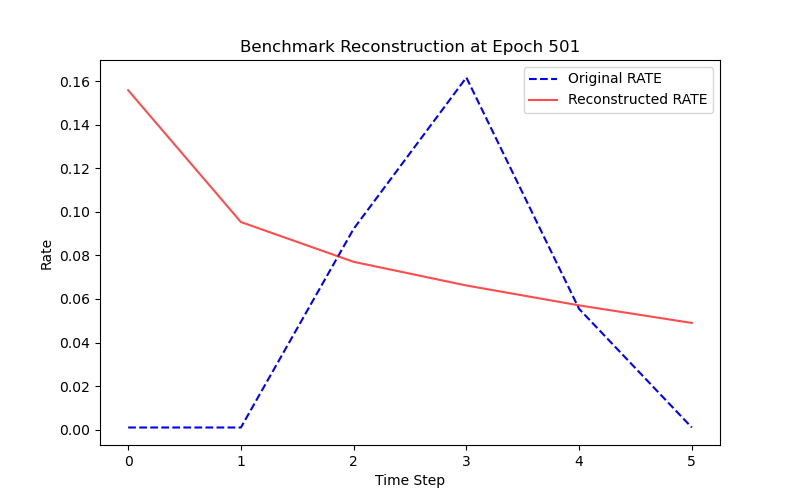 Benchmark Reconstruction at Epoch 501
Original RATE
Reconstructed RATE
Rate
0.16
0.14
0.12
0.10
0.08
0.06
0.04
0.02
0.00
0 1 2 3 4 5
Time Step